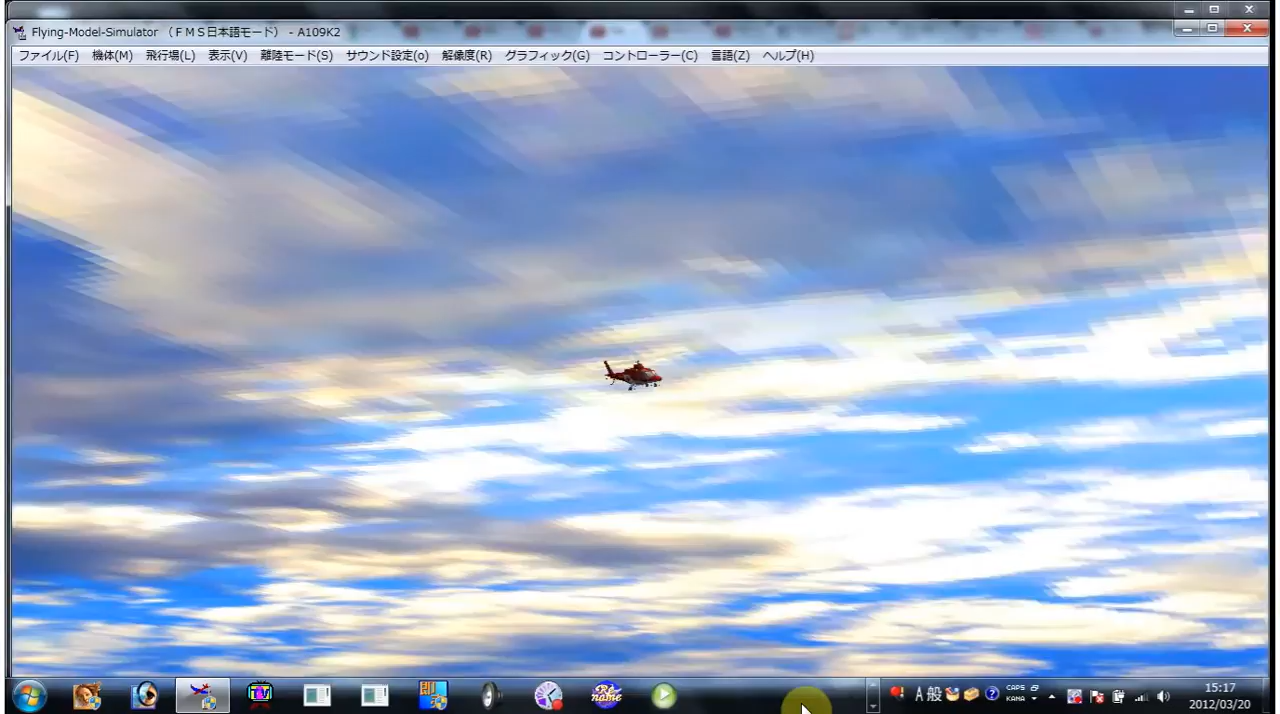 Flying-Model-Simulator （ＦＭＳ日本語モード） - A109K2
ファイル(F) 機体(M) 飛行場(L) 表示(V) 離陸モード(S) サウンド設定(o) 解像度(R) グラフィック(G) コントローラー(C) 言語(Z) ヘルプ(H)
TAV
Re
name
A 般
CAPS
KANA
15:17
2012/03/20